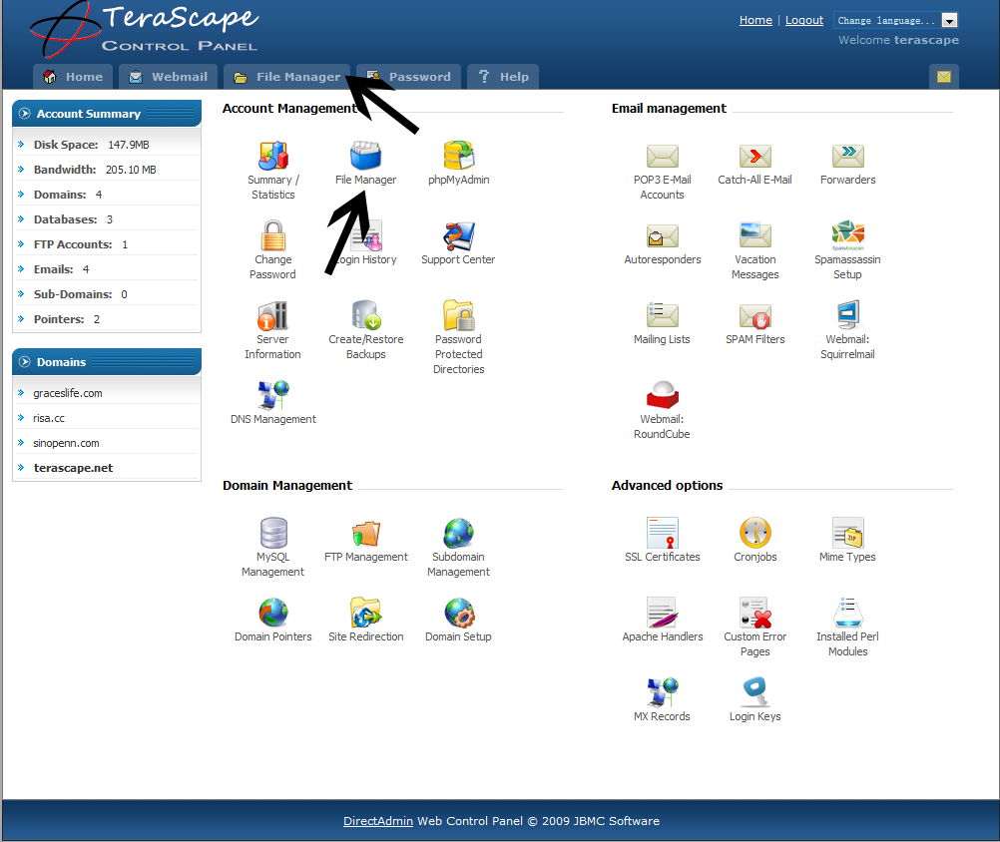 TeraScape
CONTROL PANEL
Home | Logout
Change language...
Welcome terascape
Home
Webmail
File Manager
Password
? Help
Account Summary
Disk Space: 147.9MB
Bandwidth: 205.10 MB
Domains: 4
Databases: 3
FTP Accounts: 1
Emails: 4
Sub-Domains: 0
Pointers: 2
Domains
graceslife.com
risa.cc
sinopenn.com
terascape.net
Account Management
Summary /
Statistics
File Manager
phpMyAdmin
Change
Password
Login History
Support Center
Server
Information
Create/Restore
Backups
Password
Protected
Directories
DNS Management
Email management
POP3 E-Mail
Accounts
Catch-All E-Mail
Forwarders
Autoresponders
Vacation
Messages
SpamAssassin
Spamassassin
Setup
Mailing Lists
SPAM Filters
Webmail:
Squirrelmail
Webmail:
RoundCube
Domain Management
MySQL
Management
FTP Management
Subdomain
Management
Domain Pointers
Site Redirection
Domain Setup
Advanced options
SSL Certificates
Cronjobs
ZIP
Mime Types
Apache Handlers
Custom Error
Pages
Installed Perl
Modules
MX Records
Login Keys
DirectAdmin Web Control Panel © 2009 JBMC Software